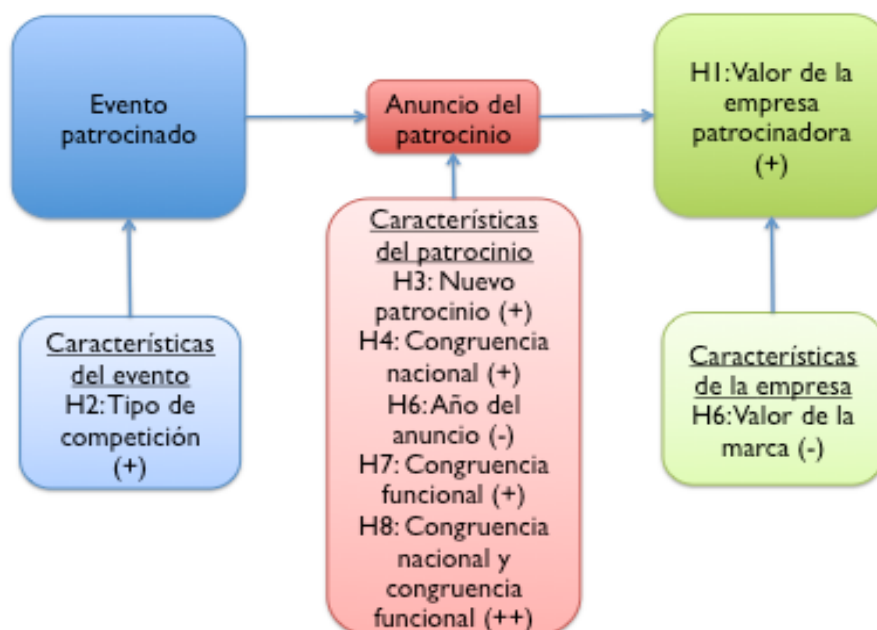 Evento
patrocinado
Anuncio del
patrocinio
H1: Valor de la
empresa
patrocinadora
(+)
Características
del evento
H2: Tipo de
competición
(+)
Características
del patrocinio
H3: Nuevo
patrocinio (+)
H4: Congruencia
nacional (+)
H6: Año del
anuncio (-)
H7: Congruencia
funcional (+)
H8: Congruencia
nacional y
congruencia
funcional (++)
Características
de la empresa
H6: Valor de la
marca (-)